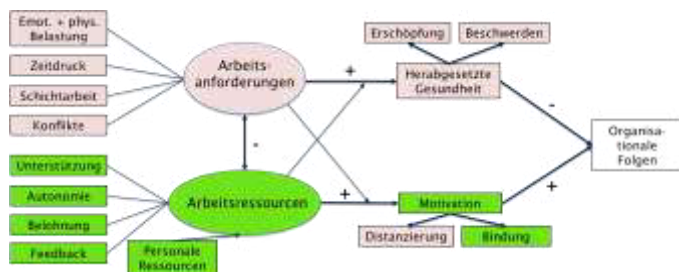 Emot. + phys.
Belastung
Zeitdruck
Schichtarbeit
Konflikte
Unterstützung
Autonomie
Belohnung
Feedback
Personale
Ressourcen
Arbeits-
anforderungen
-
Arbeitsressourcen
+
+
Erschöpfung
Beschwerden
Herabgesetzte
Gesundheit
Motivation
Distanzierung
Bindung
-
+
Organisa-
tionale
Folgen